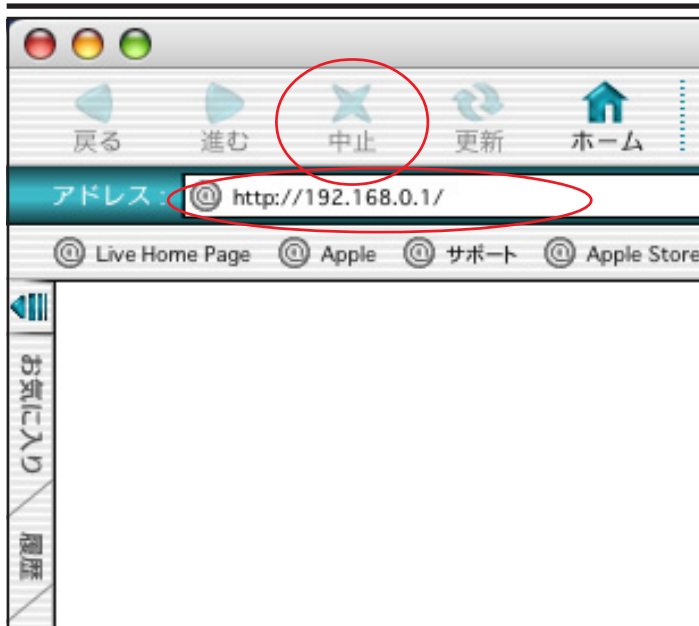 戻る 進む 中止 更新 ホーム
アドレス： http://192.168.0.1/
Live Home Page Apple サポート Apple Store
お気に入り
履歴